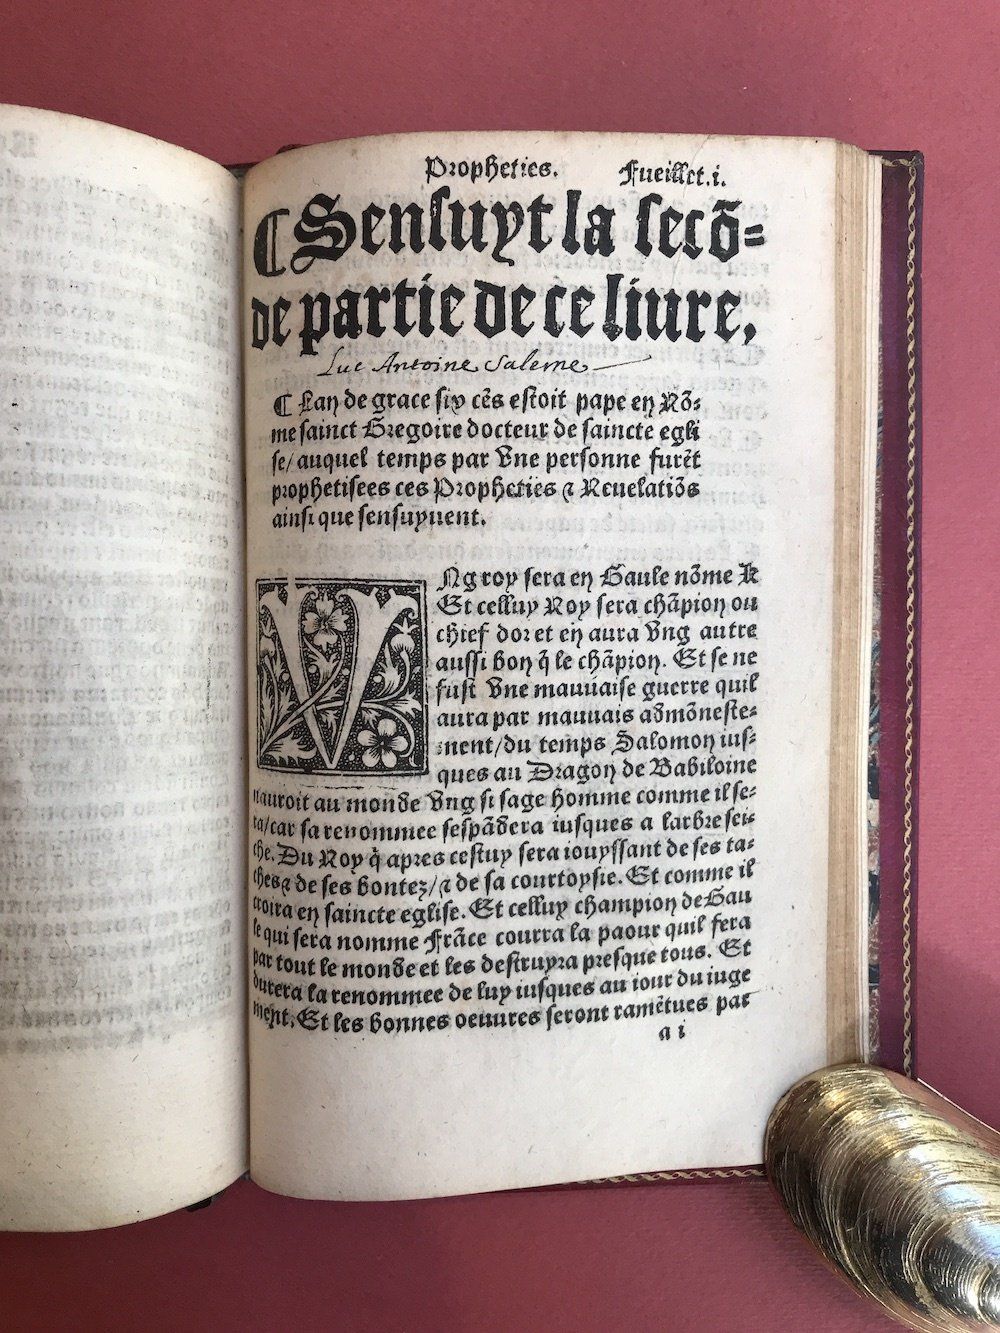 Propheties. Fueillet.i.
¶ Sensuyt la secõ=
de partie de ce liure,
Luc Antoine Salerne
¶ Lan de grace six cẽs estoit pape en Rõ=
me sainct Gregoire docteur de saincte egli
se/auquel temps par vne personne furẽt
prophetisees ces Propheties & Reuelatiõs
ainsi que sensuyuent.
VNg roy sera en Gaule nõme K
Et celluy Roy sera chãpion ou
chief dor et en aura vng autre
aussi bon q̃ le chãpion. Et se ne
fust vne mauuaise guerre quil
aura par mauuais admõneste=
ment/du temps Salomon ius=
ques au Dragon de Babiloine
nauroit au monde vng si sage homme comme il se=
ra/car sa renommee sespãdera iusques a larbre sei=
che. Du Roy q̃ apres cestuy sera iouyssant de ses ta=
ches & de ses bontez/& de sa courtoysie. Et comme il
croira en saincte eglise. Et celluy champion de Gau
le qui sera nomme Frãce courra la paour quil fera
par tout le monde et les destruyra presque tous. Et
durera la renommee de luy iusques au iour du iuge
ment. Et les bonnes oeuures seront ramẽtues par
a i